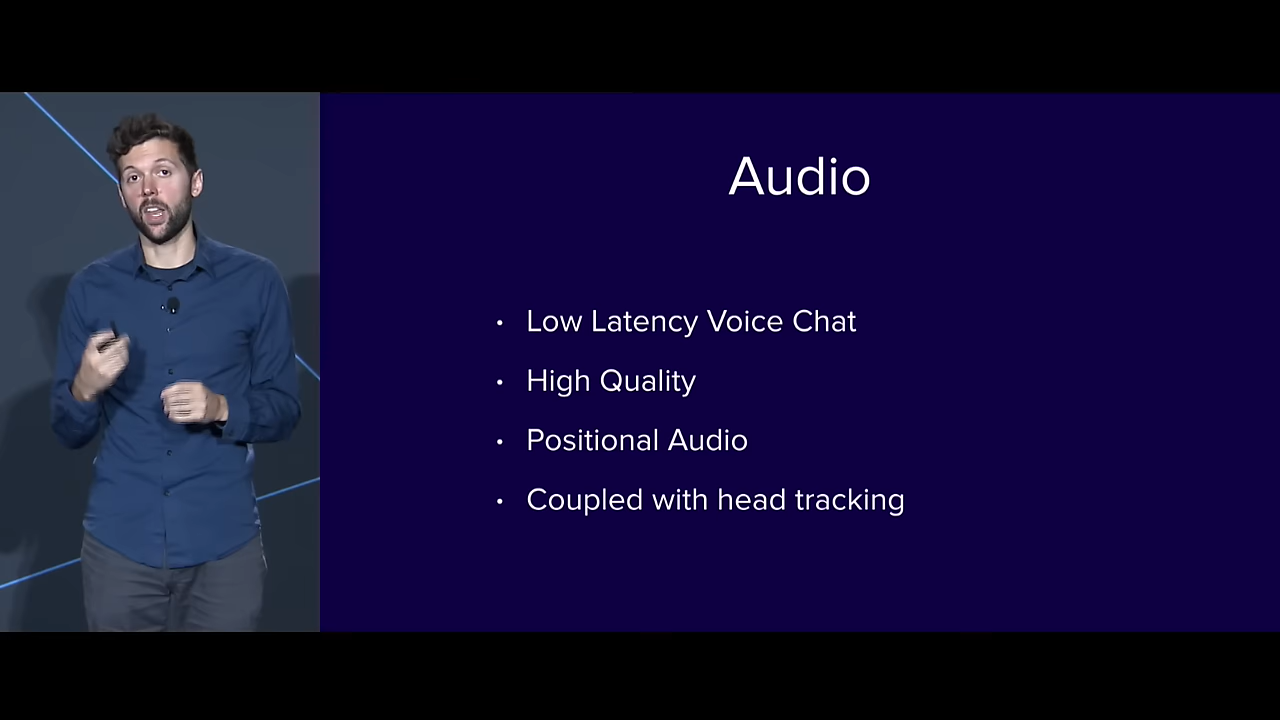 Audio
• Low Latency Voice Chat
• High Quality
• Positional Audio
• Coupled with head tracking